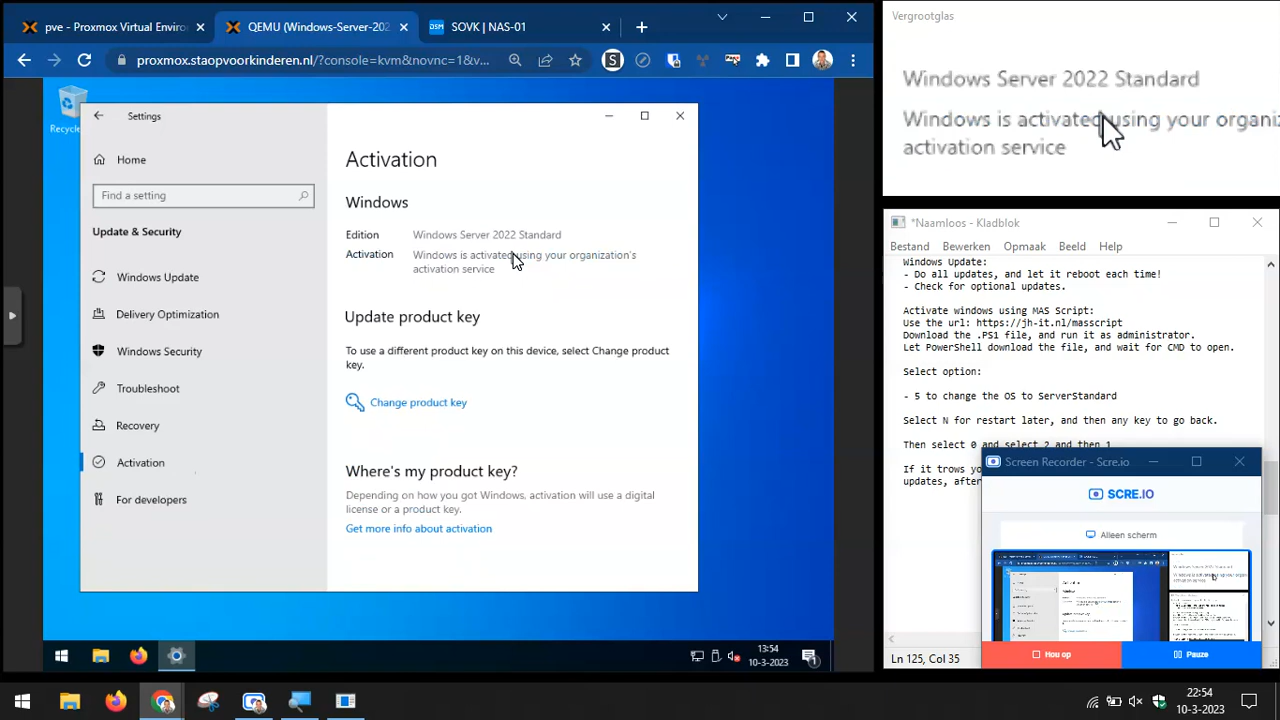 pve - Proxmox Virtual Enviro
QEMU (Windows-Server-202
SOVK | NAS-01
proxmox.staopvoorkinderen.nl/?console=kvm&novnc=1&v...
Recycle
Settings
Home
Find a setting
Update & Security
Windows Update
Delivery Optimization
Windows Security
Troubleshoot
Recovery
Activation
For developers
Activation
Windows
Edition Windows Server 2022 Standard
Activation Windows is activated using your organization's
activation service
Update product key
To use a different product key on this device, select Change product
key.
Change product key
Where's my product key?
Depending on how you got Windows, activation will use a digital
license or a product key.
Get more info about activation
13:54
10-3-2023
1
Vergrootglas
Windows Server 2022 Standard
Windows is activated using your organiz
activation service
*Naamloos - Kladblok
Bestand Bewerken Opmaak Beeld Help
Windows Update:
- Do all updates, and let it reboot each time!
- Check for optional updates.
Activate windows using MAS Script:
Use the url: https://jh-it.nl/masscript
Download the .PS1 file, and run it as administrator.
Let PowerShell download the file, and wait for CMD to open.
Select option:
- 5 to change the OS to ServerStandard
Select N for restart later, and then any key to go back.
Then select 0 and select 2 and then 1
If it trows yo
updates, after
Ln 125, Col 35
Screen Recorder - Scre.io
SCRE.IO
Alleen scherm
Hou op
Pauze
22:54
10-3-2023